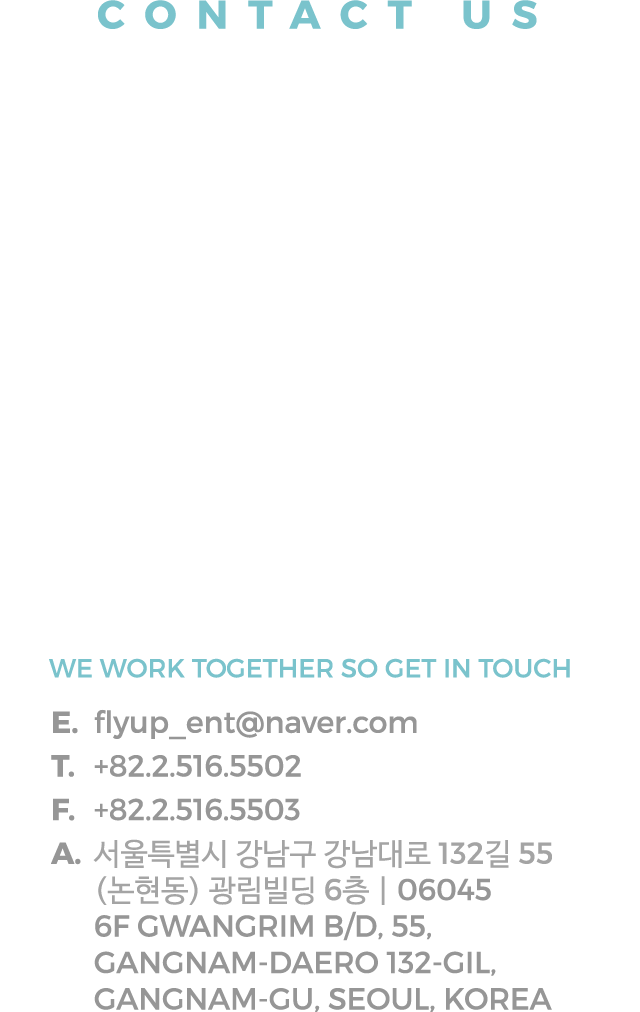 CONTACT US
WE WORK TOGETHER SO GET IN TOUCH
E. flyup_ent@naver.com
T. +82.2.516.5502
F. +82.2.516.5503
A. 서울특별시 강남구 강남대로 132길 55
(논현동) 광림빌딩 6층 | 06045
6F GWANGRIM B/D, 55,
GANGNAM-DAERO 132-GIL,
GANGNAM-GU, SEOUL, KOREA